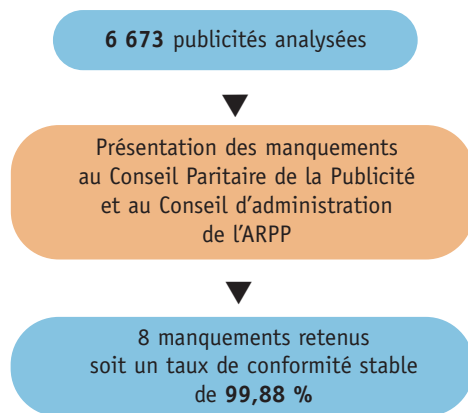 6 673 publicités analysées
Présentation des manquements
au Conseil Paritaire de la Publicité
et au Conseil d'administration
de l'ARPP
8 manquements retenus
soit un taux de conformité stable
de 99,88 %